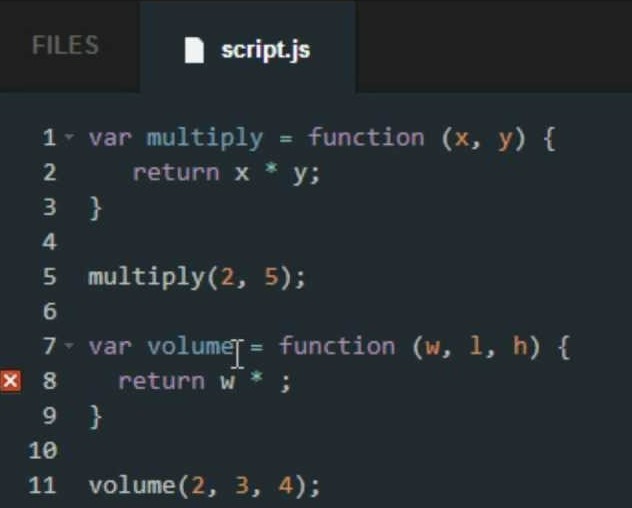 FILES script.js
1 var multiply = function (x, y) {
2 return x * y;
3 }
4
5 multiply(2, 5);
6
7 var volume = function (w, l, h) {
8 return w * ;
9 }
10
11 volume(2, 3, 4);